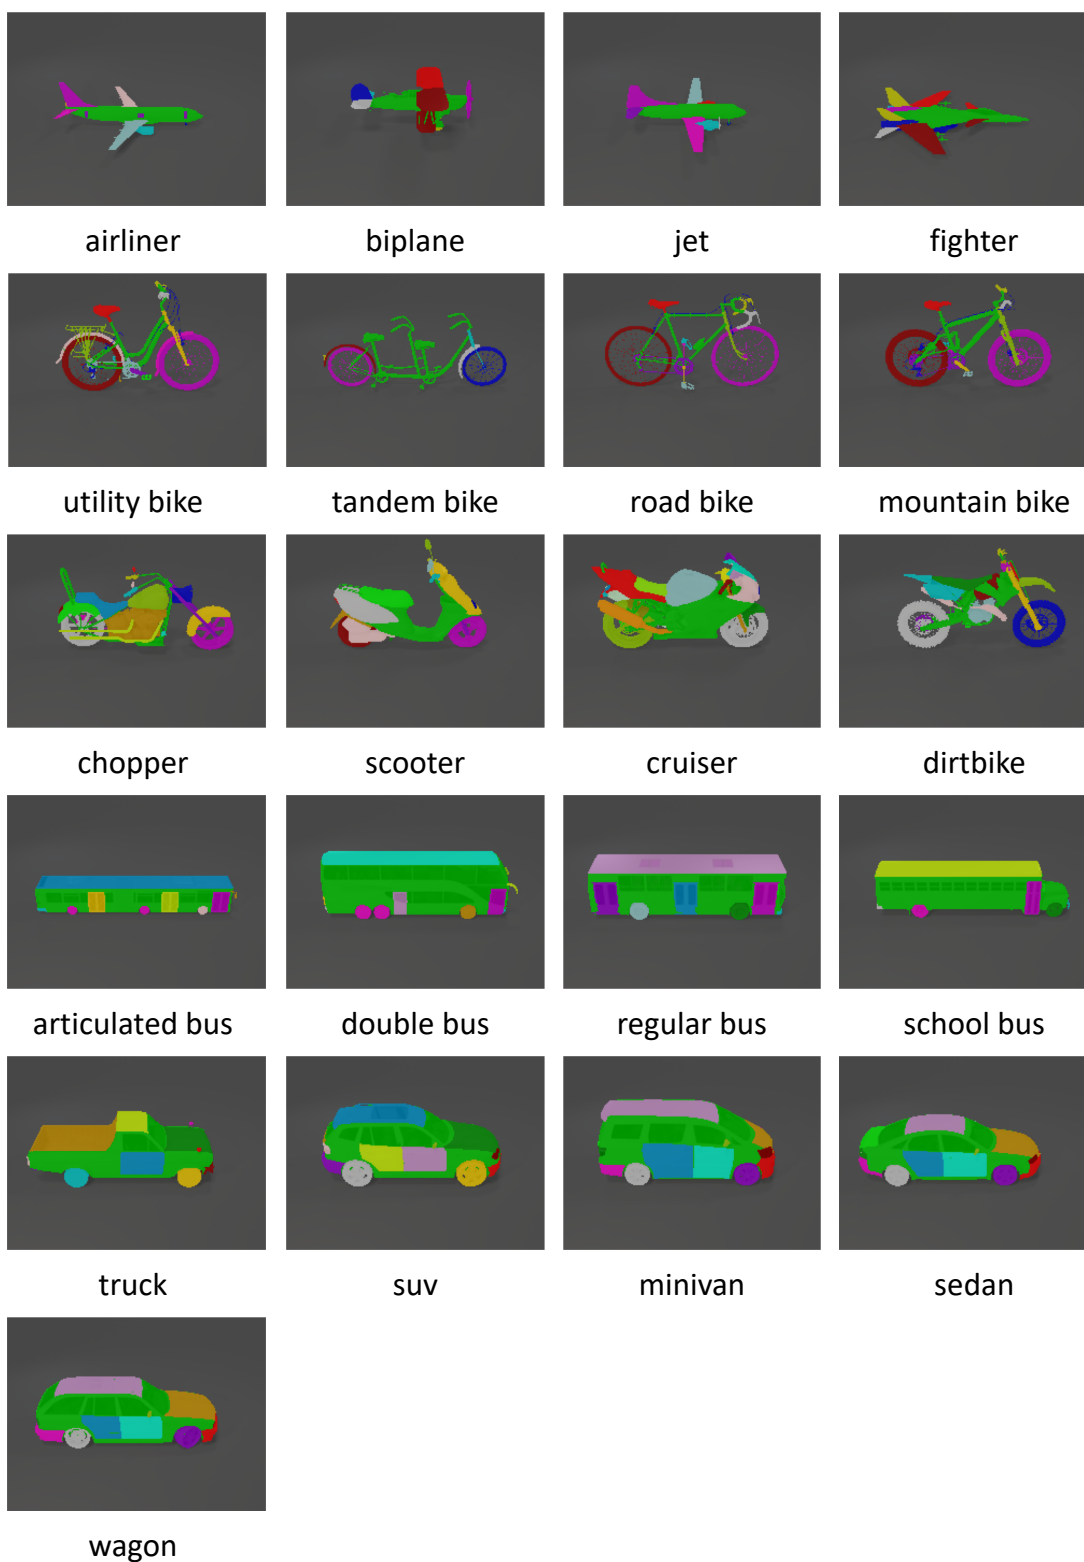 airliner
biplane
jet
fighter
utility bike
tandem bike
road bike
mountain bike
chopper
scooter
cruiser
dirtbike
articulated bus
double bus
regular bus
school bus
truck
suv
minivan
sedan
wagon